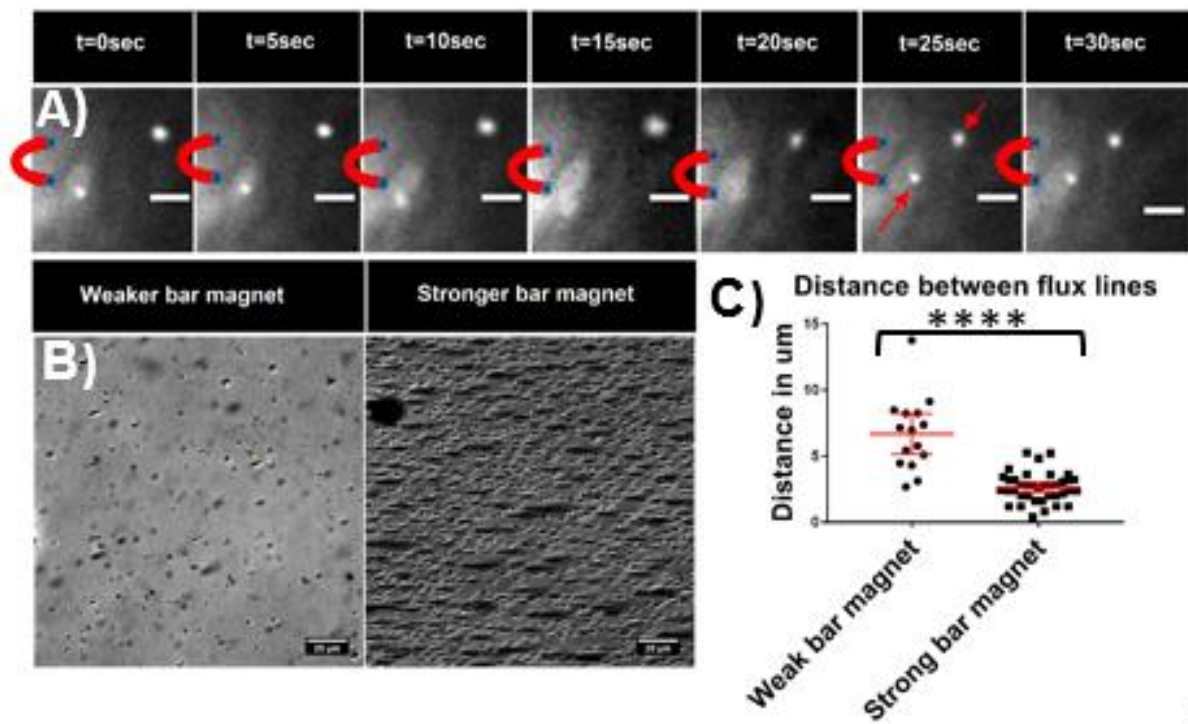 t=0sec t=5sec t=10sec t=15sec t=20sec t=25sec t=30sec
A)
Weaker bar magnet Stronger bar magnet
B)
C) Distance between flux lines
****
Distance in um
15
10
5
0
Weak bar magnet
Strong bar magnet